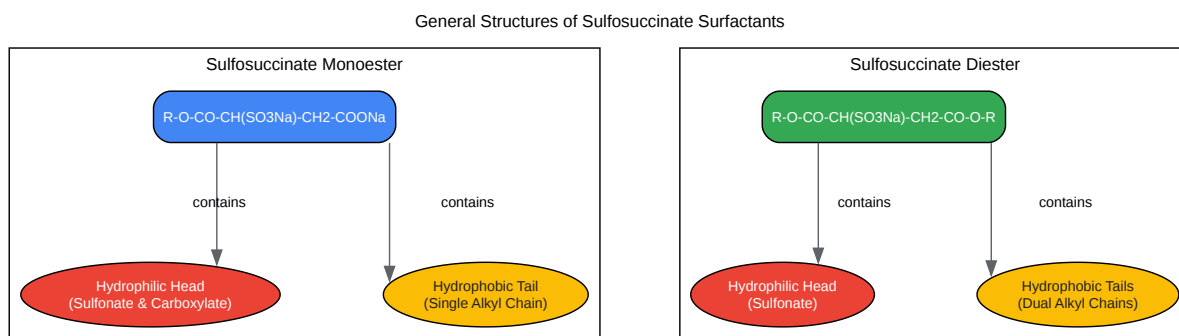 General Structures of Sulfosuccinate Surfactants
Sulfosuccinate Monoester
R-O-CO-CH(SO3Na)-CH2-COONa
contains
contains
Hydrophilic Head
(Sulfonate & Carboxylate)
Hydrophobic Tail
(Single Alkyl Chain)
Sulfosuccinate Diester
R-O-CO-CH(SO3Na)-CH2-CO-O-R
contains
contains
Hydrophilic Head
(Sulfonate)
Hydrophobic Tails
(Dual Alkyl Chains)